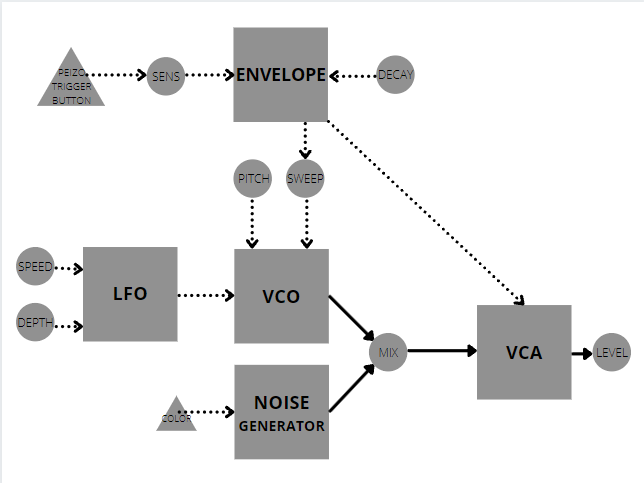 PEIZO
TRIGGER
BUTTON
SENS
ENVELOPE
DECAY
PITCH
SWEEP
SPEED
DEPTH
LFO
VCO
MIX
VCA
LEVEL
COLOR
NOISE
GENERATOR